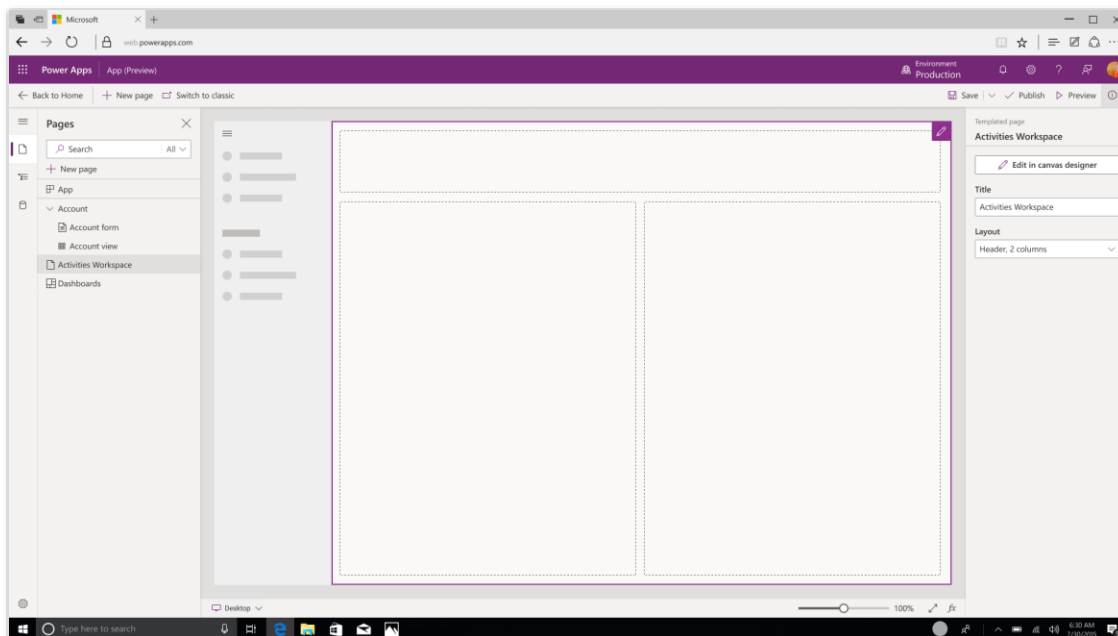 Microsoft
web.powerapps.com
Power Apps App (Preview) Environment
Production
Back to Home New page Switch to classic Save Publish Preview
Pages
Search All
New page
App
Account
Account form
Account view
Activities Workspace
Dashboards
Templated page
Activities Workspace
Edit in canvas designer
Title
Activities Workspace
Layout
Header, 2 columns
Desktop 100% fx
Type here to search
6:30 AM
7/30/2015